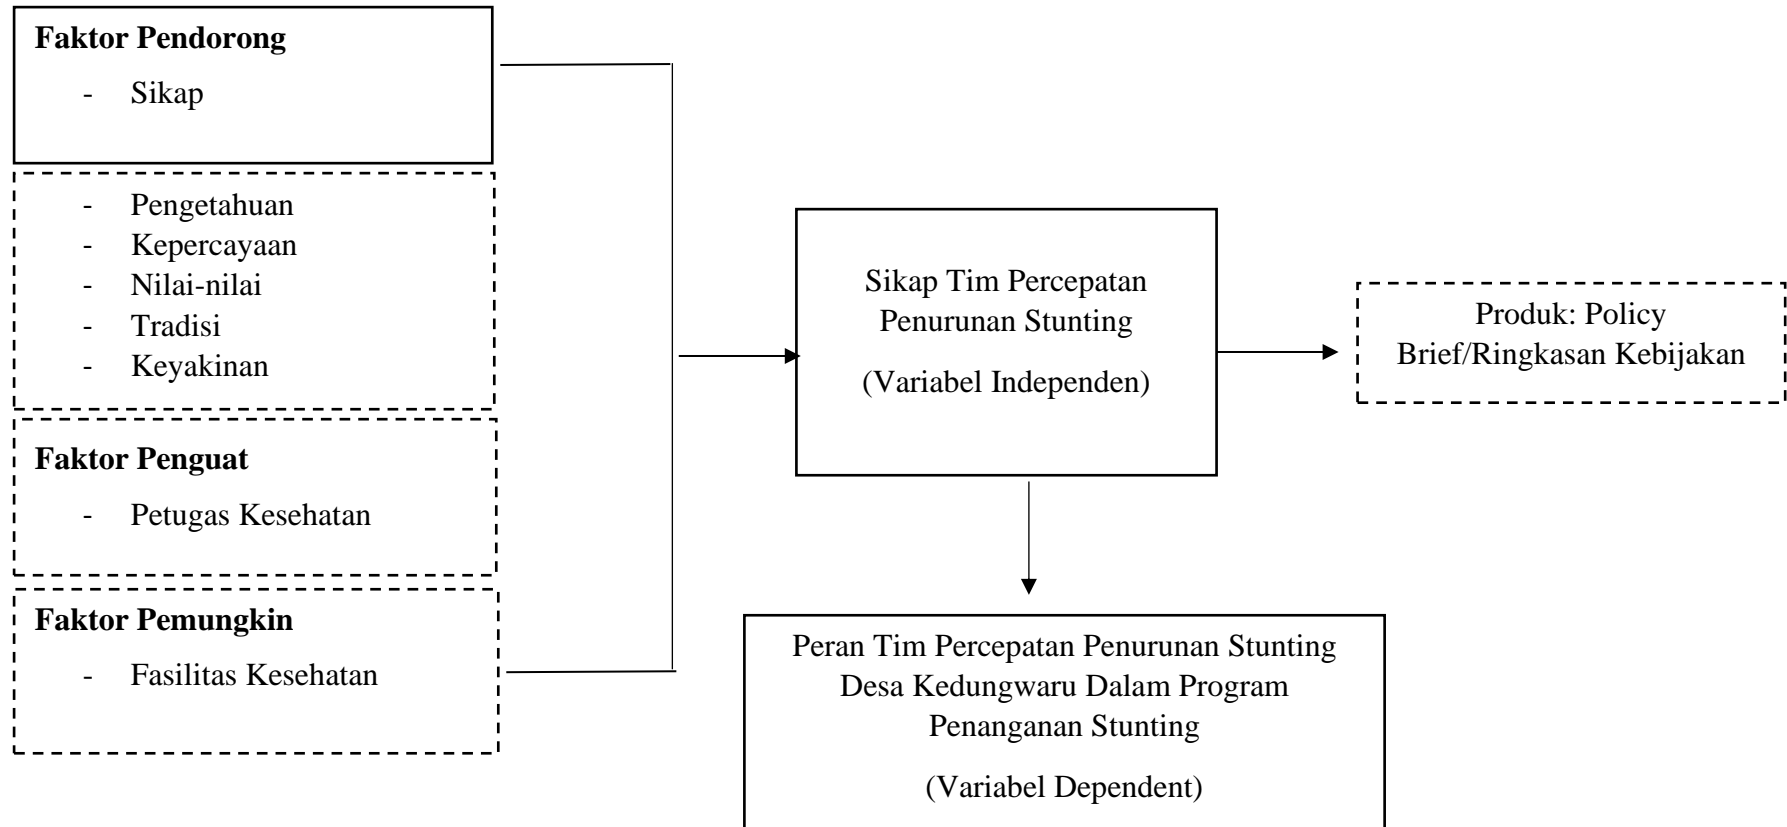 Faktor Pendorong
- Sikap
- Pengetahuan
- Kepercayaan
- Nilai-nilai
- Tradisi
- Keyakinan
Faktor Penguat
- Petugas Kesehatan
Faktor Pemungkin
- Fasilitas Kesehatan
Sikap Tim Percepatan
Penurunan Stunting
(Variabel Independen)
Produk: Policy
Brief/Ringkasan Kebijakan
Peran Tim Percepatan Penurunan Stunting
Desa Kedungwaru Dalam Program
Penanganan Stunting
(Variabel Dependent)